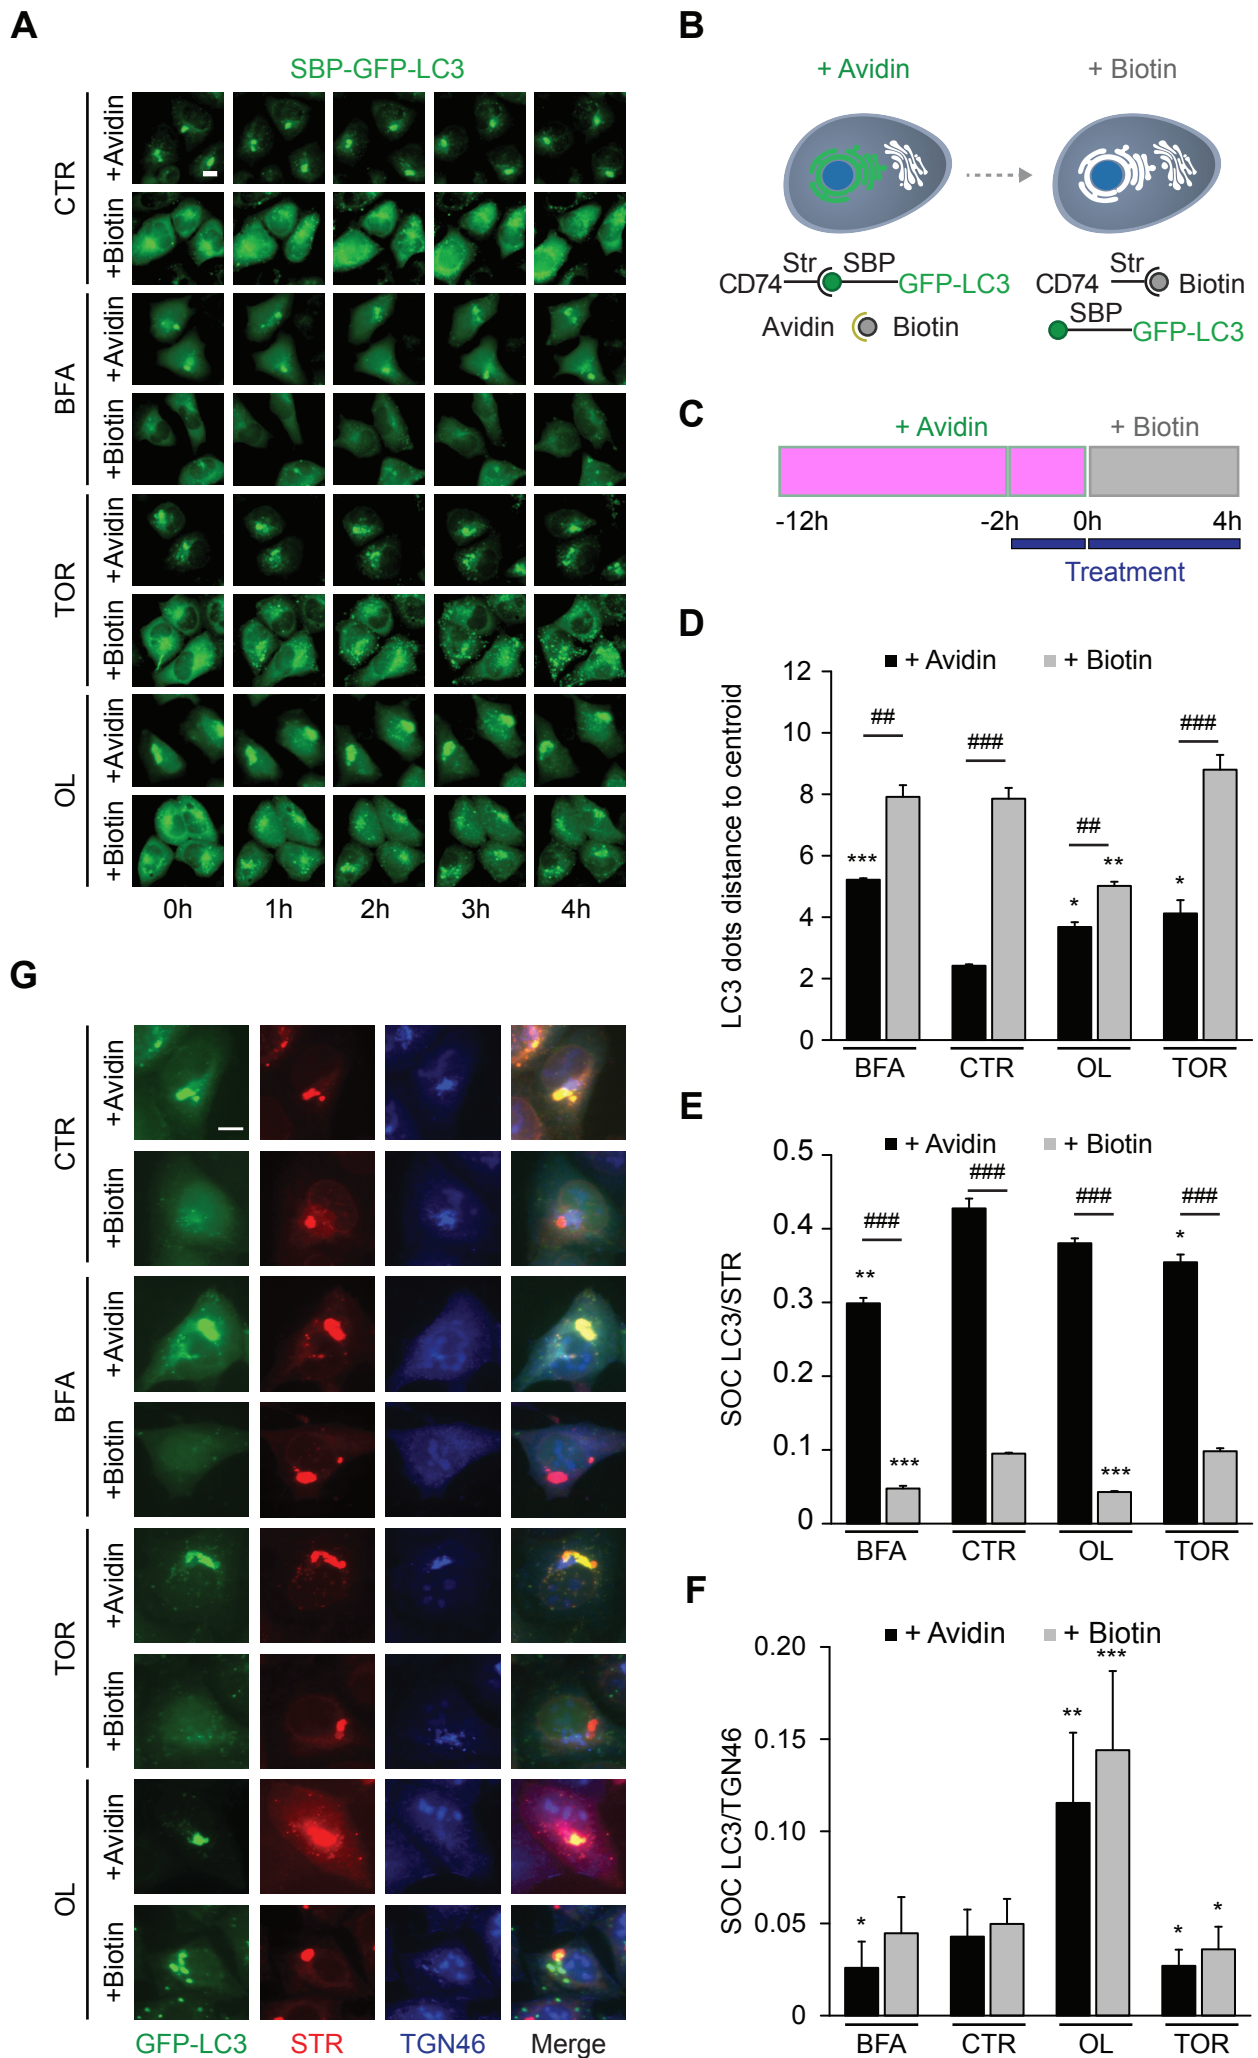 A
SBP-GFP-LC3
CTR
+Avidin
+Biotin
BFA
+Avidin
+Biotin
TOR
+Avidin
+Biotin
OL
+Avidin
+Biotin
0h 1h 2h 3h 4h
B
+ Avidin + Biotin
Str SBP
CD74 GFP-LC3
Avidin Biotin
Str
CD74 Biotin
SBP
GFP-LC3
C
+ Avidin + Biotin
-12h -2h 0h 4h
Treatment
D
+ Avidin + Biotin
LC3 dots distance to centroid
12
10
8
6
4
2
0
## ### ## ###
*** * ** *
BFA CTR OL TOR
E
+ Avidin + Biotin
SOC LC3/STR
0.5
0.4
0.3
0.2
0.1
0
### ### ### ###
** *** *** *
BFA CTR OL TOR
F
+ Avidin + Biotin
SOC LC3/TGN46
0.20
0.15
0.10
0.05
0
* ** *** * *
BFA CTR OL TOR
G
CTR
+Avidin
+Biotin
BFA
+Avidin
+Biotin
TOR
+Avidin
+Biotin
OL
+Avidin
+Biotin
GFP-LC3 STR TGN46 Merge